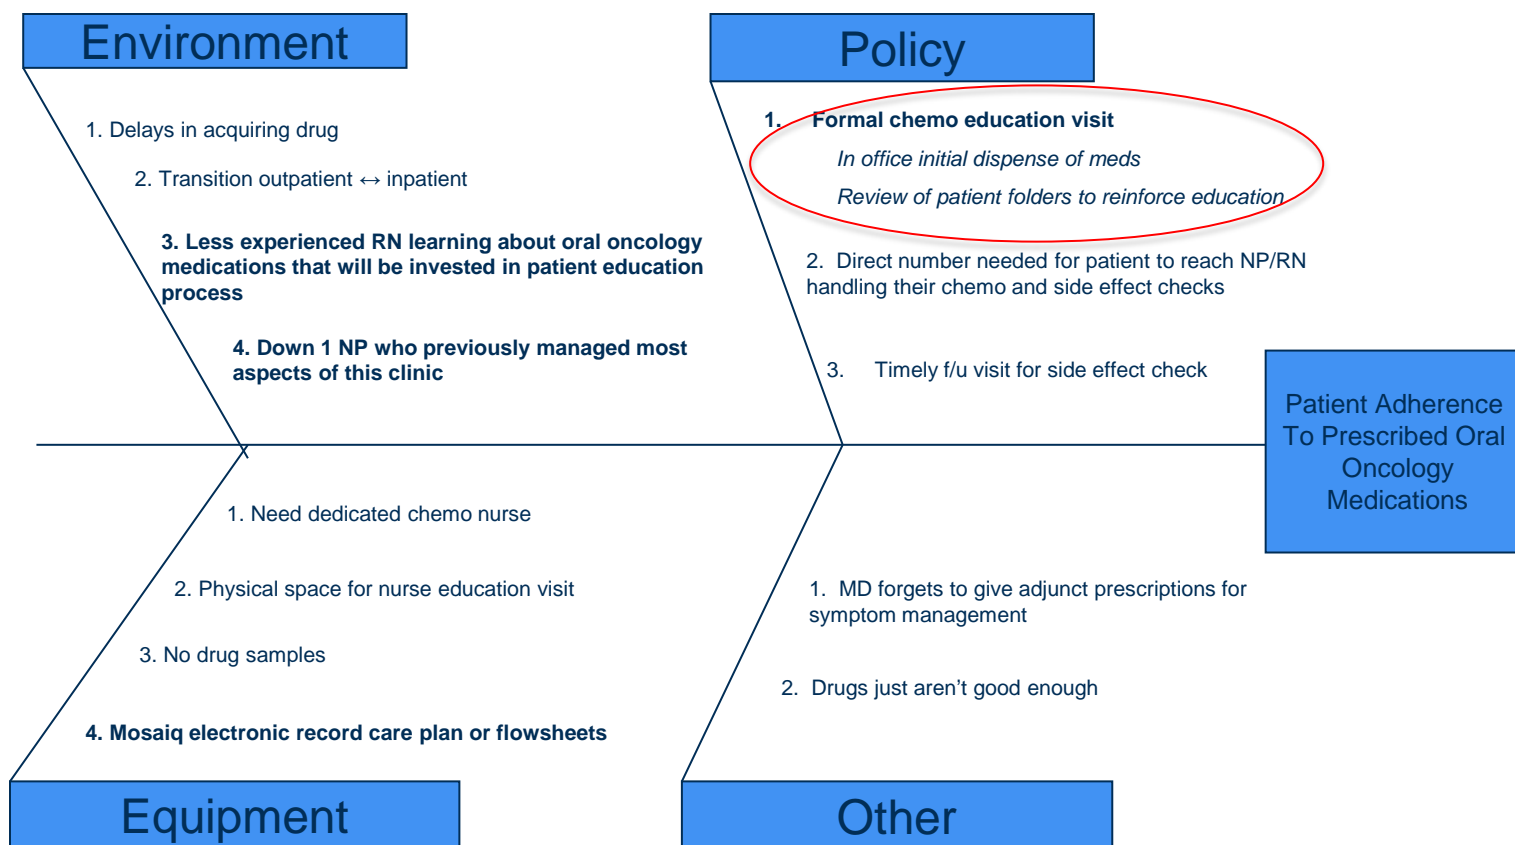 Environment
1. Delays in acquiring drug
2. Transition outpatient ↔ inpatient
3. Less experienced RN learning about oral oncology
medications that will be invested in patient education
process
4. Down 1 NP who previously managed most
aspects of this clinic
Policy
1. Formal chemo education visit
In office initial dispense of meds
Review of patient folders to reinforce education
2. Direct number needed for patient to reach NP/RN
handling their chemo and side effect checks
3. Timely f/u visit for side effect check
Patient Adherence
To Prescribed Oral
Oncology
Medications
1. Need dedicated chemo nurse
2. Physical space for nurse education visit
3. No drug samples
4. Mosaiq electronic record care plan or flowsheets
Equipment
1. MD forgets to give adjunct prescriptions for
symptom management
2. Drugs just aren't good enough
Other